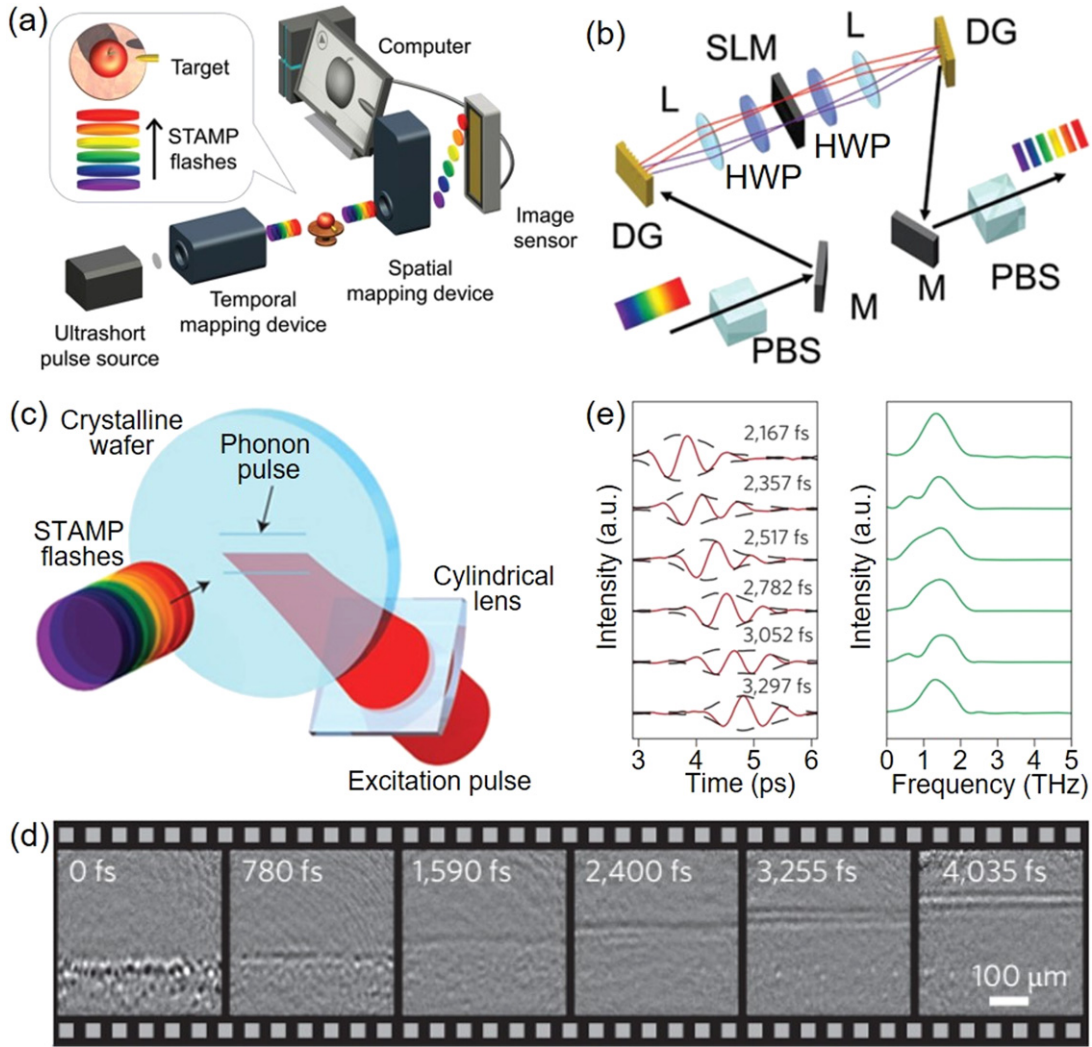 (a)
Target
STAMP
flashes
Computer
Image
sensor
Spatial
mapping device
Temporal
mapping device
Ultrashort
pulse source
(b)
DG
L
SLM
L
HWP
HWP
DG
M
M
PBS
PBS
(c)
Crystalline
wafer
Phonon
pulse
STAMP
flashes
Cylindrical
lens
Excitation pulse
(e)
Intensity (a.u.)
2,167 fs
2,357 fs
2,517 fs
2,782 fs
3,052 fs
3,297 fs
3 4 5 6
Time (ps)
Intensity (a.u.)
0 1 2 3 4 5
Frequency (THz)
(d)
0 fs
780 fs
1,590 fs
2,400 fs
3,255 fs
4,035 fs
100 μm